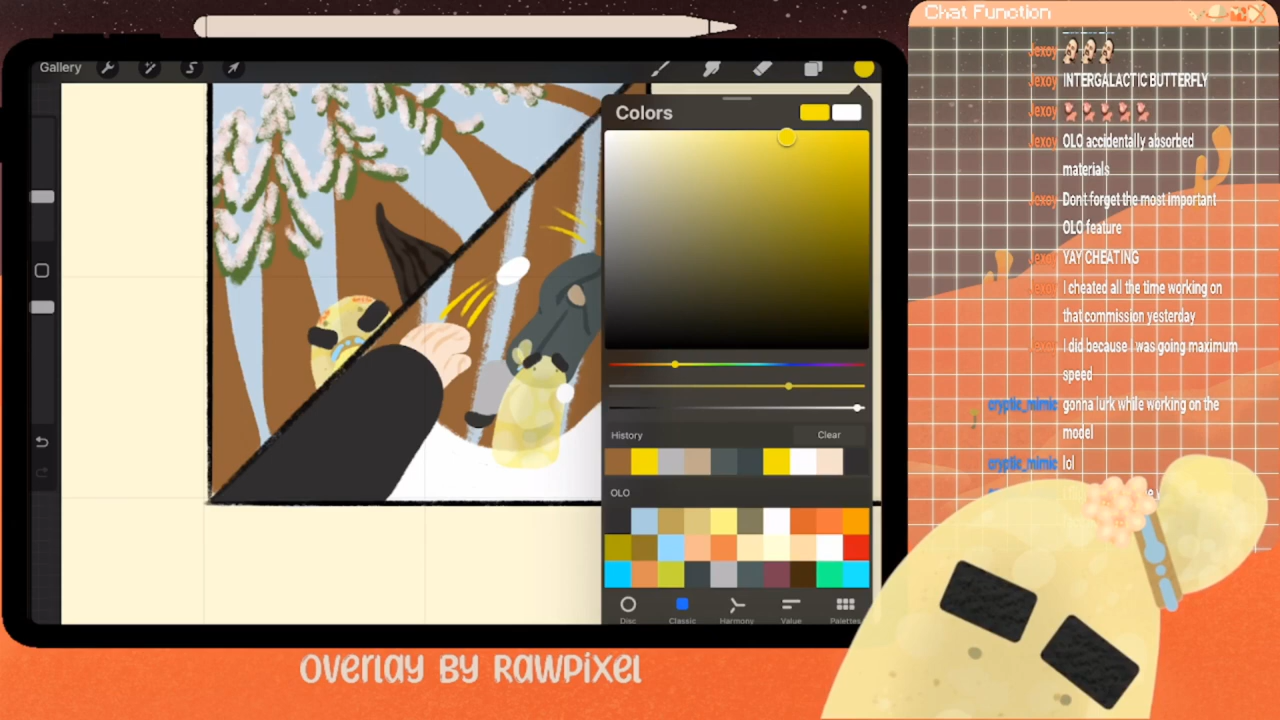 Chat Function
Gallery
Colors
History
Clear
OLO
Disc
Classic
Harmony
Value
Palettes
Jexoy
Jexoy INTERGALACTIC BUTTERFLY
Jexoy
Jexoy OLO accidentally absorbed
materials
Jexoy Dont forget the most important
OLO feature
Jexoy YAY CHEATING
Jexoy I cheated all the time working on
that commission yesterday
Jexoy I did because I was going maximum
speed
cryptic_mimic gonna lurk while working on the
model
cryptic_mimic lol
OVERLAY BY RAWPIXEL